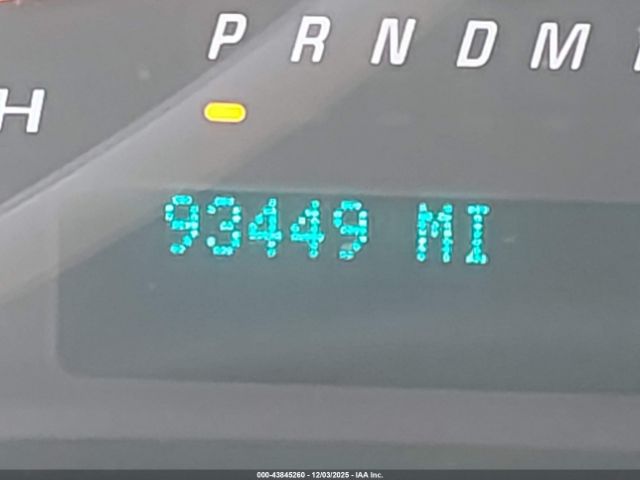 P R N D M
H
93449 MI
000-43845260 - 12/03/2025 - IAA Inc.